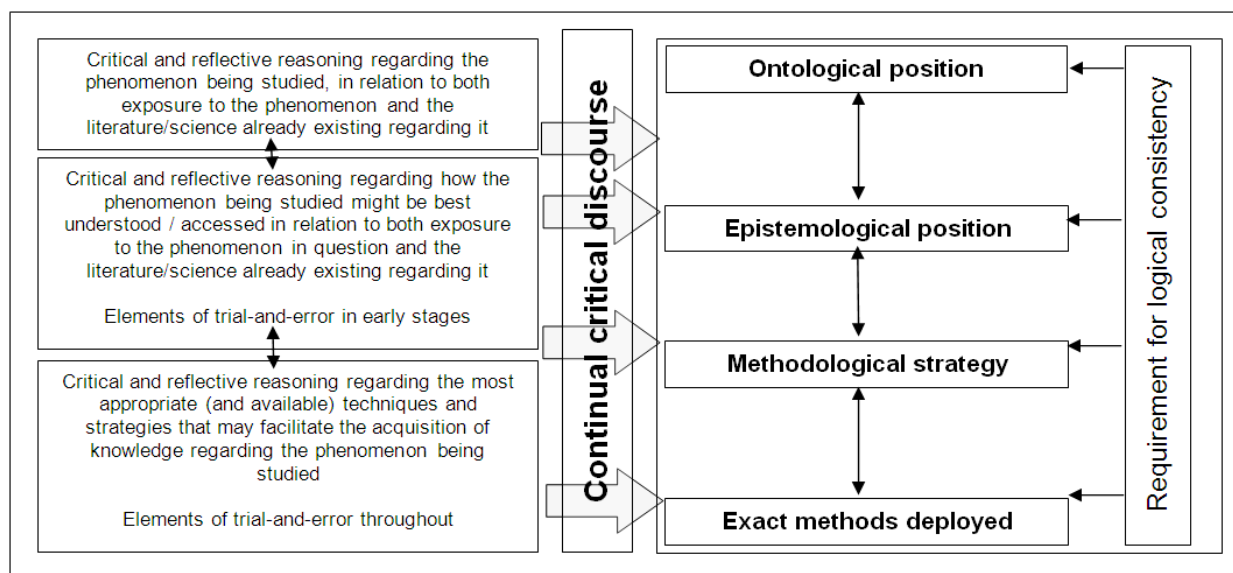 Critical and reflective reasoning regarding the
phenomenon being studied, in relation to both
exposure to the phenomenon and the
literature/science already existing regarding it
Critical and reflective reasoning regarding how the
phenomenon being studied might be best
understood / accessed in relation to both exposure
to the phenomenon in question and the
literature/science already existing regarding it
Elements of trial-and-error in early stages
Critical and reflective reasoning regarding the most
appropriate (and available) techniques and
strategies that may facilitate the acquisition of
knowledge regarding the phenomenon being
studied
Elements of trial-and-error throughout
Continual critical discourse
Ontological position
Epistemological position
Methodological strategy
Exact methods deployed
Requirement for logical consistency